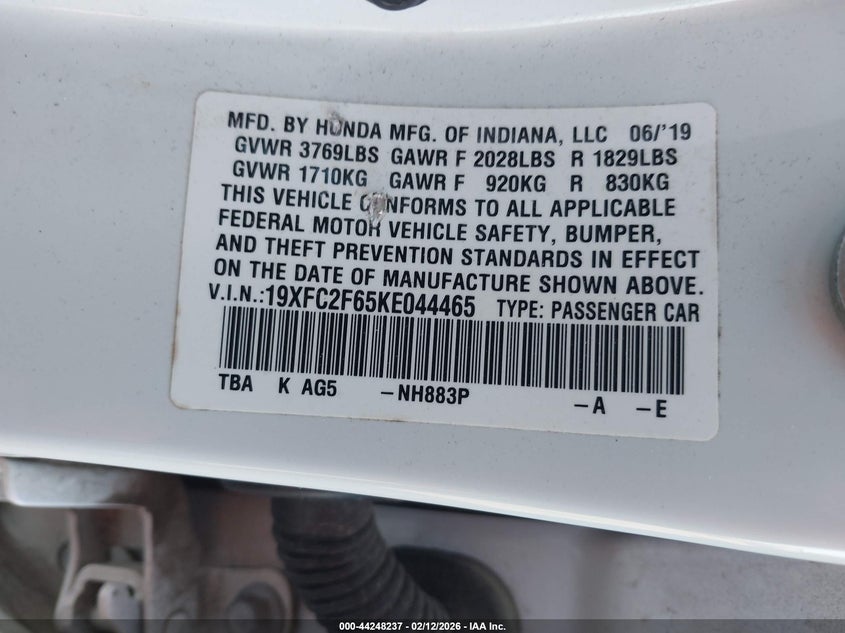 MFD. BY HONDA MFG. OF INDIANA, LLC 06/'19
GVWR 3769LBS GAWR F 2028LBS R 1829LBS
GVWR 1710KG GAWR F 920KG R 830KG
THIS VEHICLE CONFORMS TO ALL APPLICABLE
FEDERAL MOTOR VEHICLE SAFETY, BUMPER,
AND THEFT PREVENTION STANDARDS IN EFFECT
ON THE DATE OF MANUFACTURE SHOWN ABOVE.
V.I.N.:19XFC2F65KE044465 TYPE: PASSENGER CAR
TBA K AG5 –NH883P –A –E
000-44248237 - 02/12/2026 - IAA Inc.